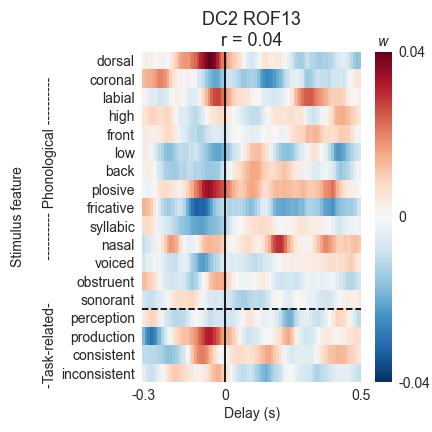 DC2 ROF13
r = 0.04
w
0.04
0
-0.04
Stimulus feature
---------- Phonological ----------
-Task-related-
dorsal
coronal
labial
high
front
low
back
plosive
fricative
syllabic
nasal
voiced
obstruent
sonorant
perception
production
consistent
inconsistent
-0.3
0
0.5
Delay (s)